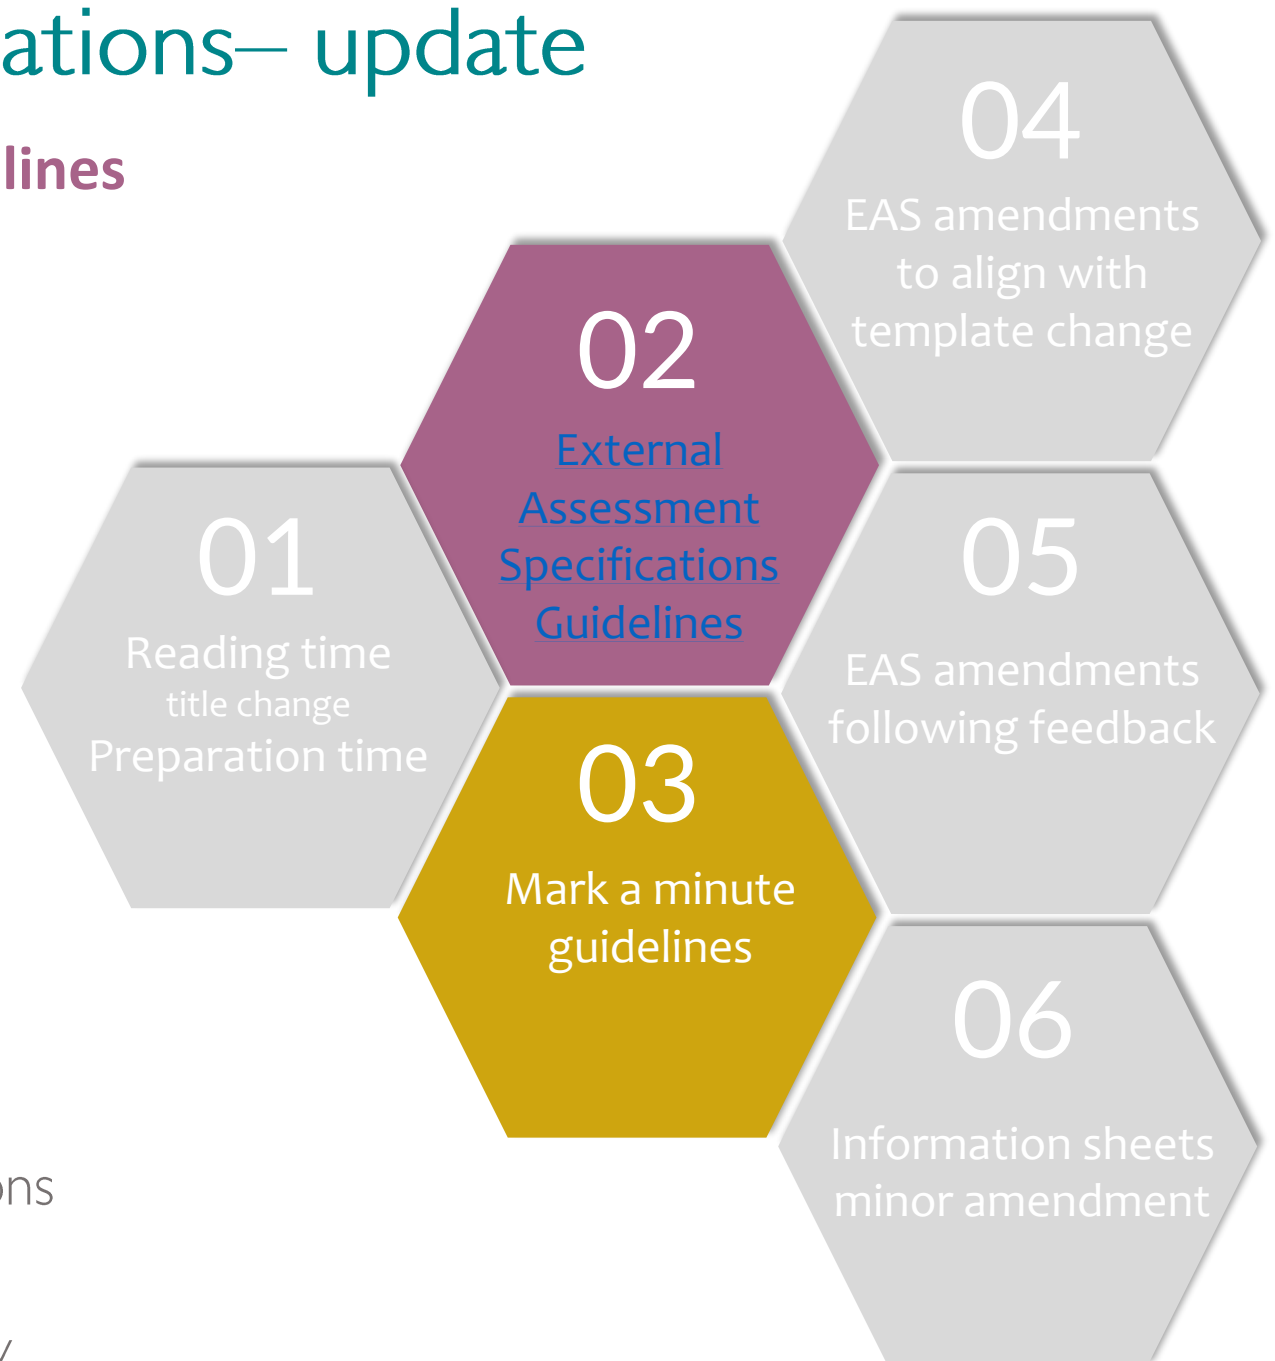 ations– update
lines
04
EAS amendments
to align with
template change
02
External
Assessment
Specifications
Guidelines
01
Reading time
title change
Preparation time
05
EAS amendments
following feedback
03
Mark a minute
guidelines
06
Information sheets
minor amendment
ons